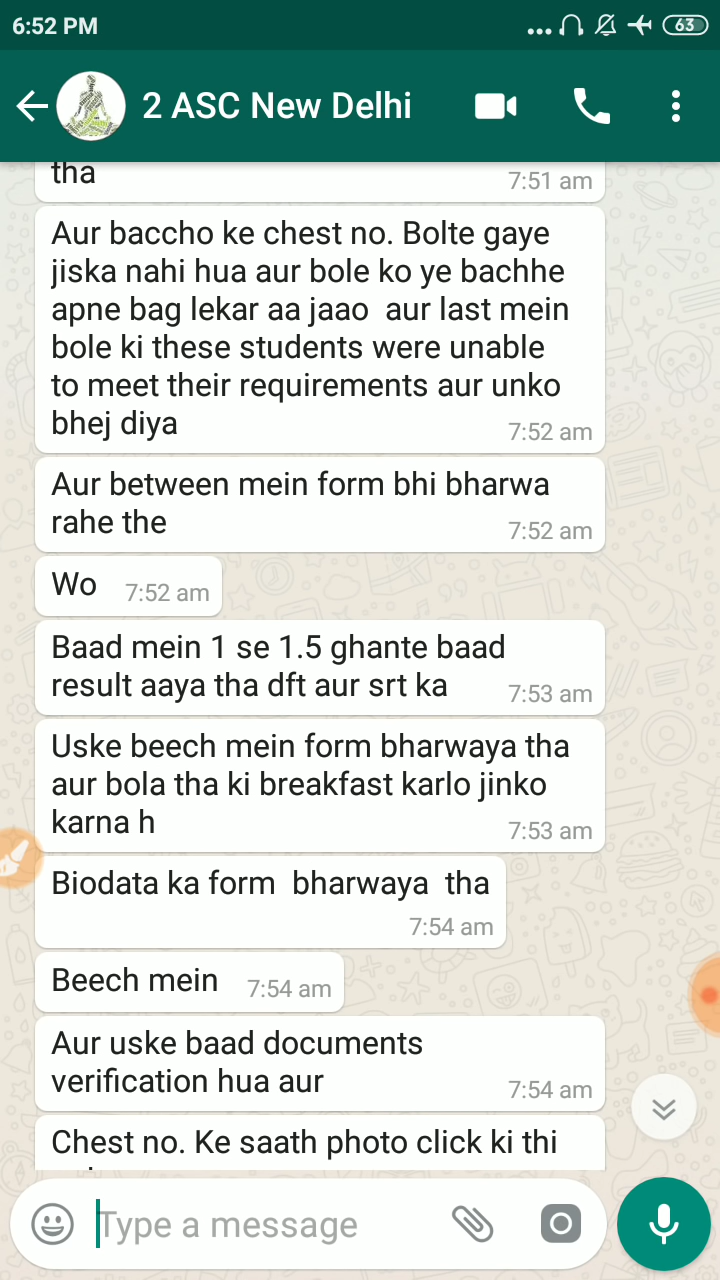 6:52 PM
63
2 ASC New Delhi
tha
7:51 am
Aur baccho ke chest no. Bolte gaye
jiska nahi hua aur bole ko ye bachhe
apne bag lekar aa jaao  aur last mein
bole ki these students were unable
to meet their requirements aur unko
bhej diya
7:52 am
Aur between mein form bhi bharwa
rahe the
7:52 am
Wo
7:52 am
Baad mein 1 se 1.5 ghante baad
result aaya tha dft aur srt ka
7:53 am
Uske beech mein form bharwaya tha
aur bola tha ki breakfast karlo jinko
karna h
7:53 am
Biodata ka form  bharwaya  tha
7:54 am
Beech mein
7:54 am
Aur uske baad documents
verification hua aur
7:54 am
Chest no. Ke saath photo click ki thi
Type a message